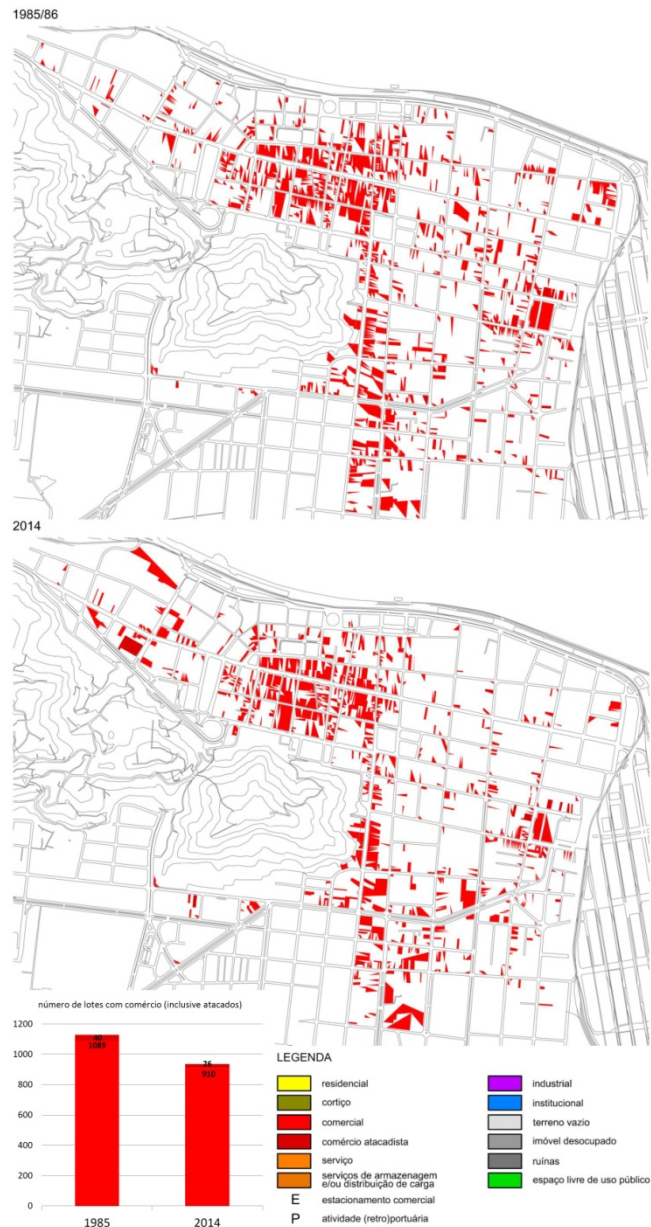 1985/86
2014
número de lotes com comércio (inclusive atacados)
1200
1000
800
600
400
200
0
40
1089
26
910
1985
2014
LEGENDA
residencial
cortiço
comercial
comércio atacadista
serviço
serviços de armazenagem
e/ou distribuição de carga
E estacionamento comercial
P atividade (retro)portuária
industrial
institucional
terreno vazio
imóvel desocupado
ruínas
espaço livre de uso público